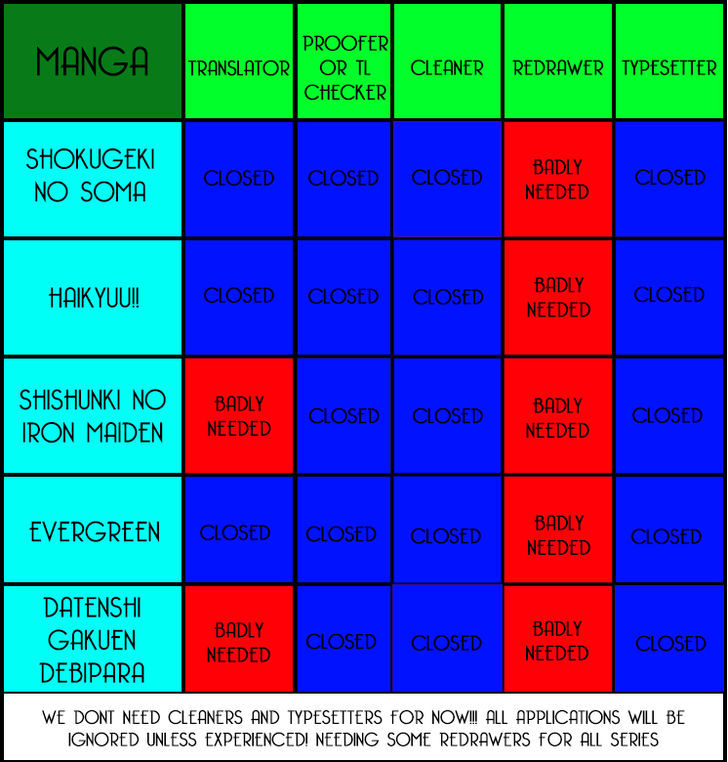 MANGA
TRANSLATOR
PROOFER
OR TL
CHECKER
CLEANER
REDRAWER
TYPESETTER
SHOKUGEKI
NO SOMA
CLOSED
CLOSED
CLOSED
BADLY
NEEDED
CLOSED
HAIKYUU!!
CLOSED
CLOSED
CLOSED
BADLY
NEEDED
CLOSED
SHISHUNKI NO
IRON MAIDEN
BADLY
NEEDED
CLOSED
CLOSED
BADLY
NEEDED
CLOSED
EVERGREEN
CLOSED
CLOSED
CLOSED
BADLY
NEEDED
CLOSED
DATENSHI
GAKUEN
DEBIPARA
BADLY
NEEDED
CLOSED
CLOSED
BADLY
NEEDED
CLOSED
WE DONT NEED CLEANERS AND TYPESETTERS FOR NOW!!! ALL APPLICATIONS WILL BE
IGNORED UNLESS EXPERIENCED! NEEDING SOME REDRAWERS FOR ALL SERIES